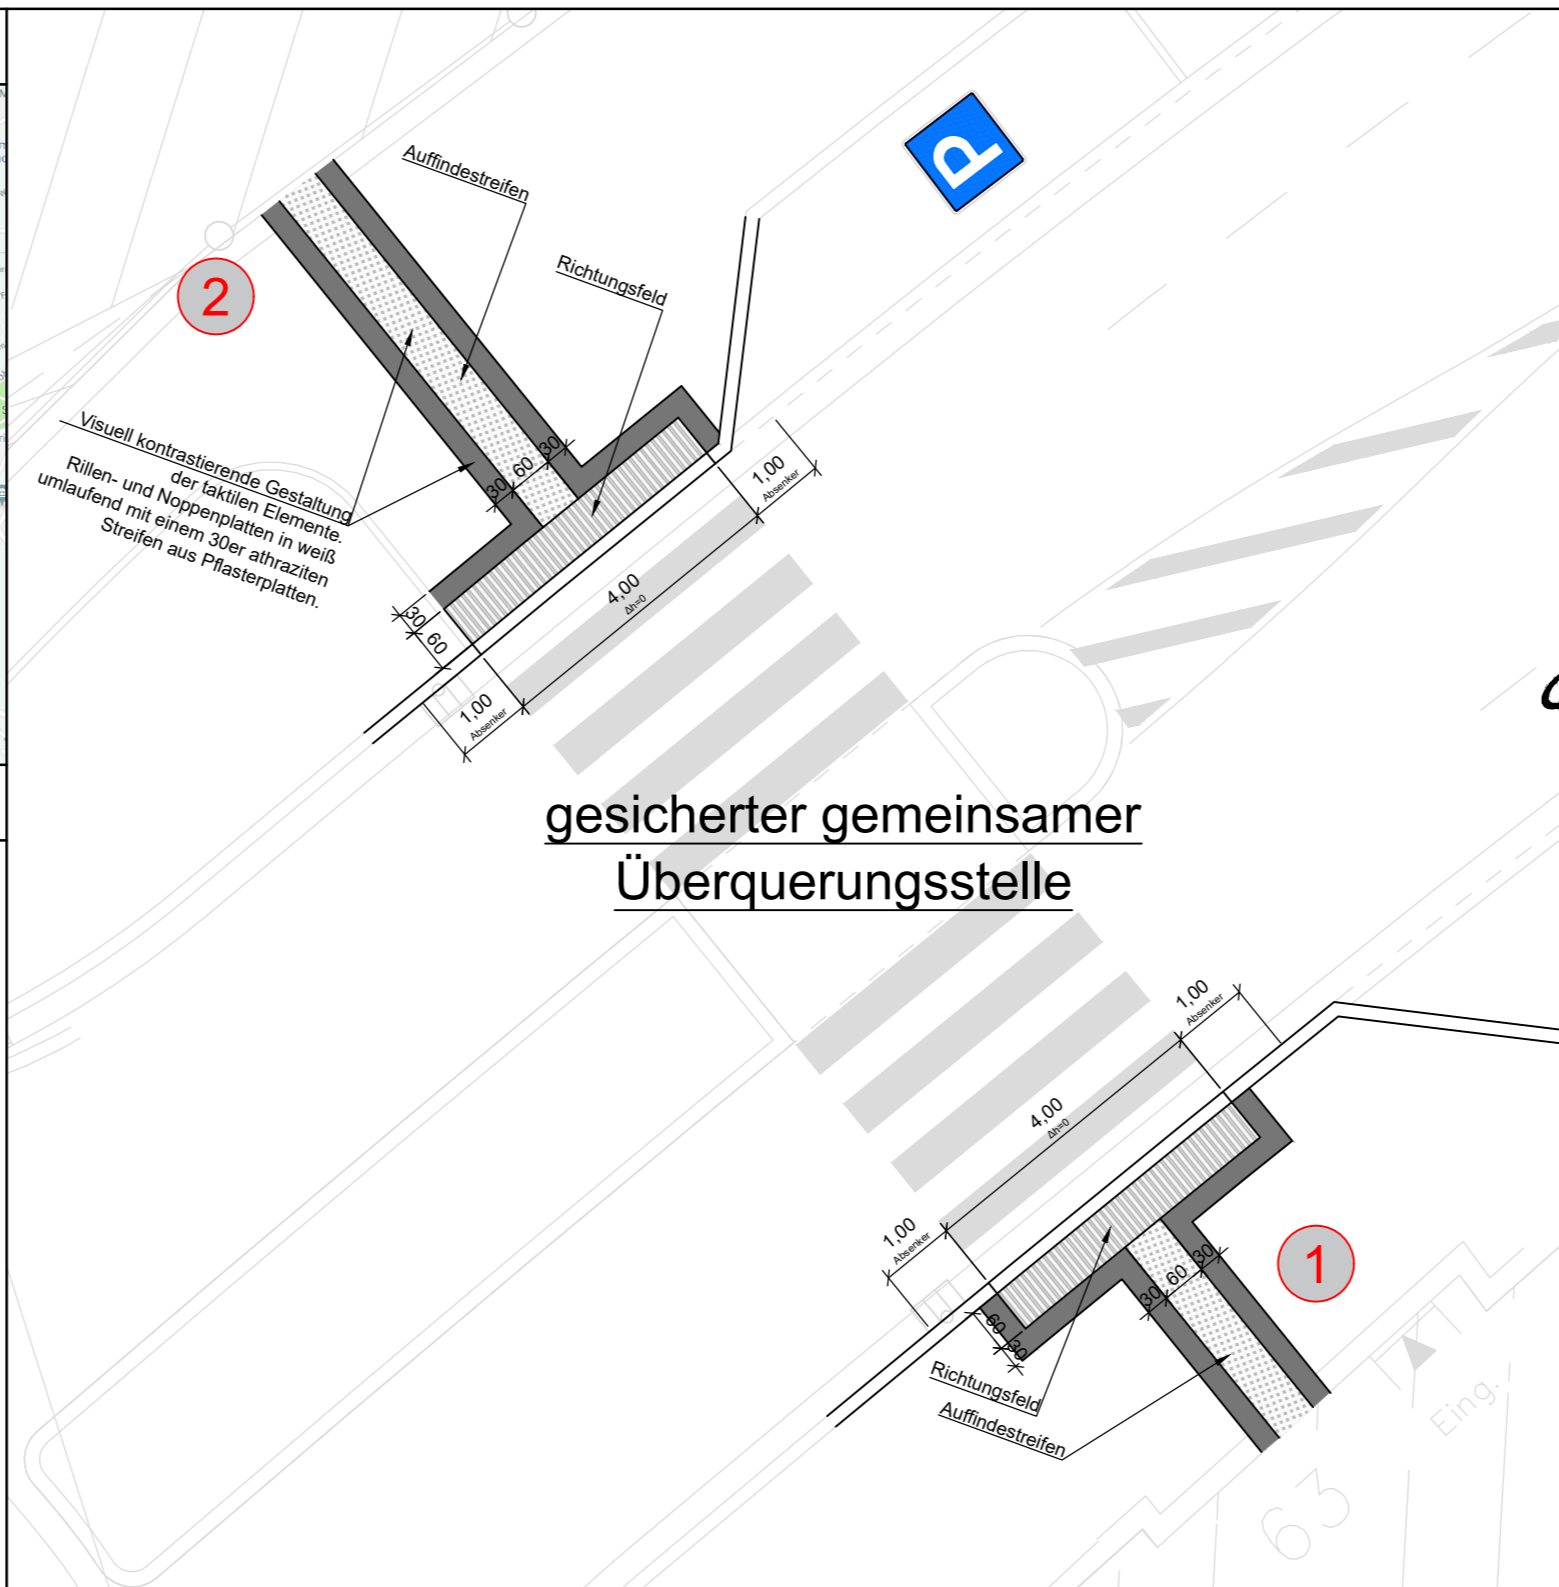 P
Auffindestreifen
Richtungsfeld
2
Visuell kontrastierende Gestaltung
der taktilen Elemente.
Rillen- und Noppenplatten in weiß
umlaufend mit einem 30er athraziten
Streifen aus Pflasterplatten.
30
60
30
1,00
Absenker
4,00
Δh=0
30
60
1,00
Absenker
gesicherter gemeinsamer
Überquerungsstelle
1,00
Absenker
4,00
Δh=0
1,00
Absenker
30
60
30
1
60
30
Richtungsfeld
Auffindestreifen
Eing.
63